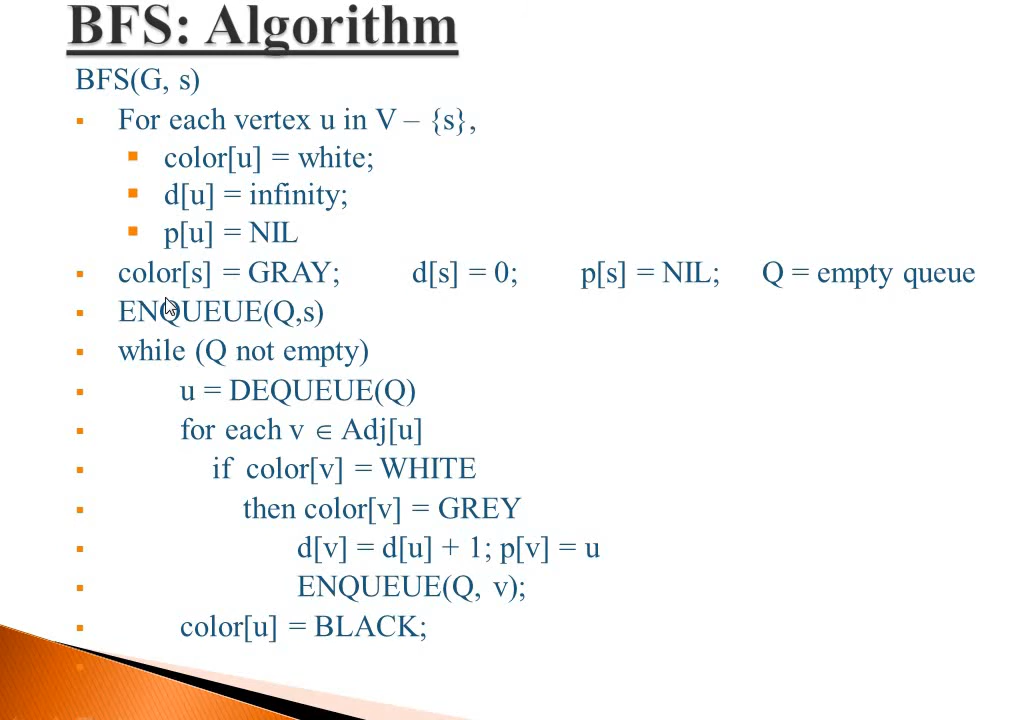 BFS: Algorithm
BFS(G, s)
For each vertex u in V – {s},
color[u] = white;
d[u] = infinity;
p[u] = NIL
color[s] = GRAY; d[s] = 0; p[s] = NIL; Q = empty queue
ENQUEUE(Q,s)
while (Q not empty)
u = DEQUEUE(Q)
for each v ∈ Adj[u]
if color[v] = WHITE
then color[v] = GREY
d[v] = d[u] + 1; p[v] = u
ENQUEUE(Q, v);
color[u] = BLACK;